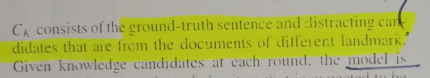 C_K consists of the ground-truth sentence and distracting can-
didates that are from the documents of different landmark.
Given knowledge candidates at each round, the model is